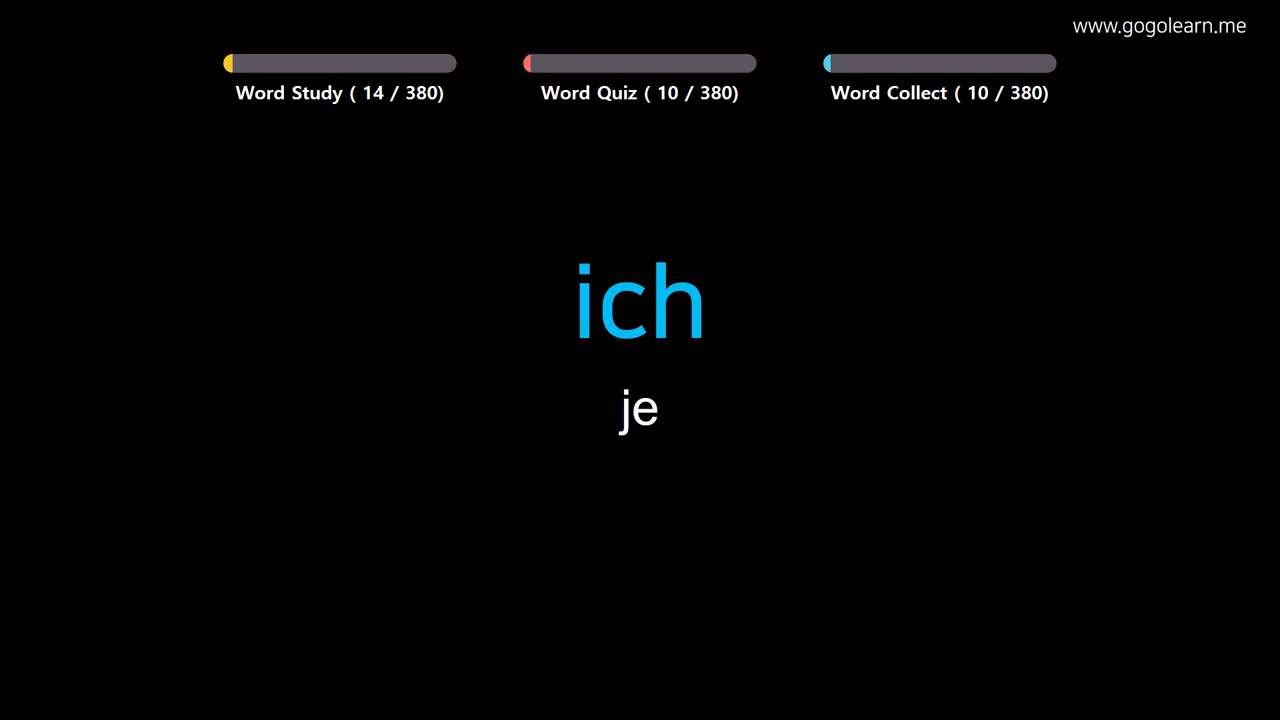 www.gogolearn.me
Word Study ( 14 / 380)
Word Quiz ( 10 / 380)
Word Collect ( 10 / 380)
ich
je